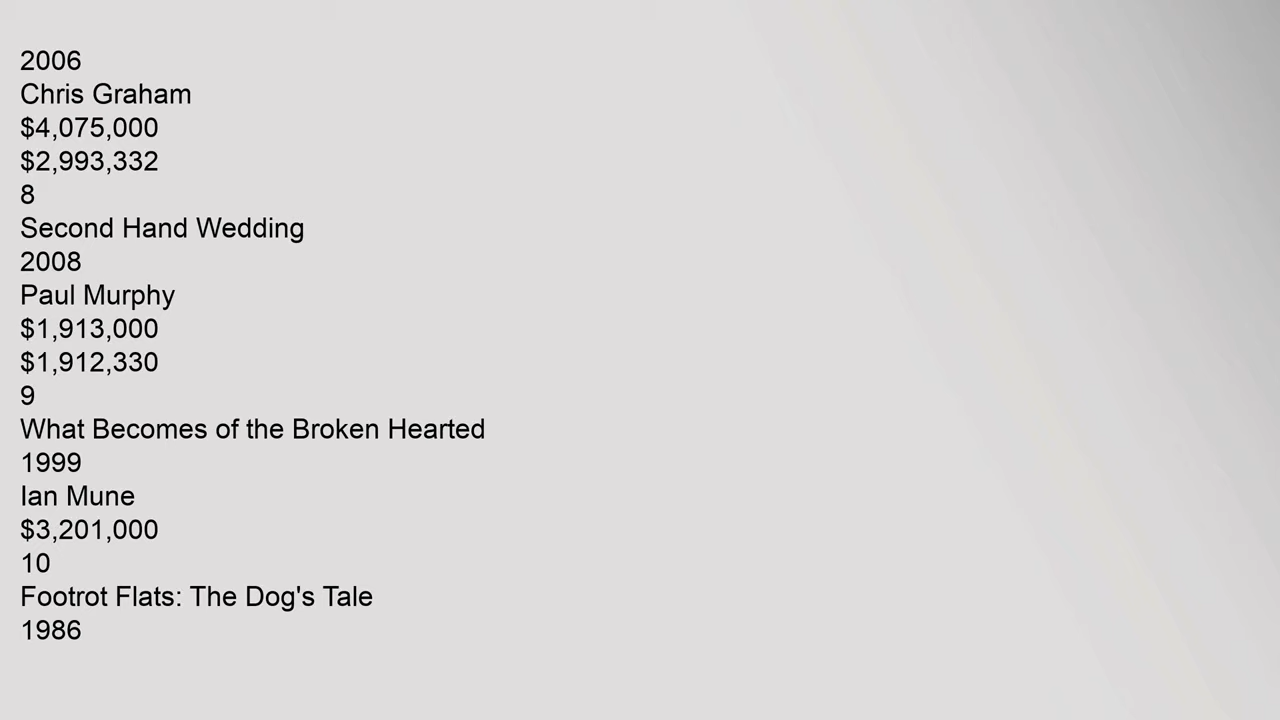 2006
Chris Graham
$4,075,000
$2,993,332
8
Second Hand Wedding
2008
Paul Murphy
$1,913,000
$1,912,330
9
What Becomes of the Broken Hearted
1999
Ian Mune
$3,201,000
10
Footrot Flats: The Dog's Tale
1986